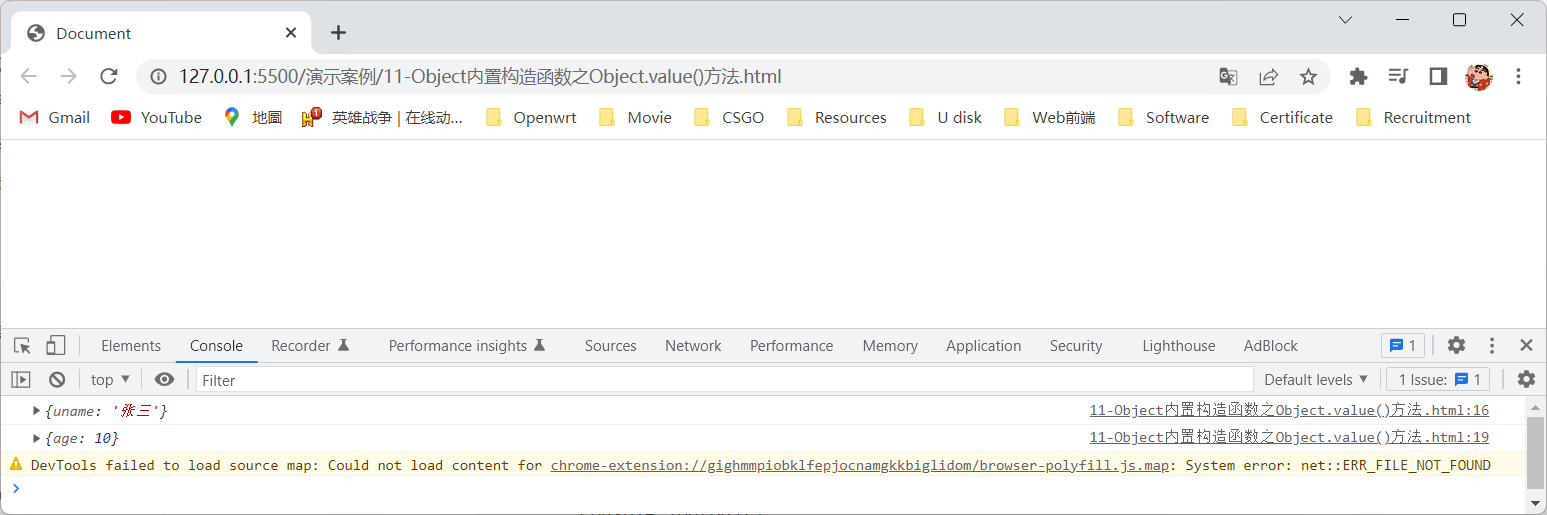 Document
127.0.0.1:5500/演示案例/11-Object内置构造函数之Object.value()方法.html
Gmail YouTube 地圖 英雄战争 | 在线动... Openwrt Movie CSGO Resources U disk Web前端 Software Certificate Recruitment
Elements Console Recorder Performance insights Sources Network Performance Memory Application Security Lighthouse AdBlock 1
top Filter Default levels 1 Issue: 1
{uname: '张三'} 11-Object内置构造函数之Object.value()方法.html:16
{age: 10} 11-Object内置构造函数之Object.value()方法.html:19
DevTools failed to load source map: Could not load content for chrome-extension://gighmmpiobklfepjocnamgkkbiglidom/browser-polyfill.js.map: System error: net::ERR_FILE_NOT_FOUND